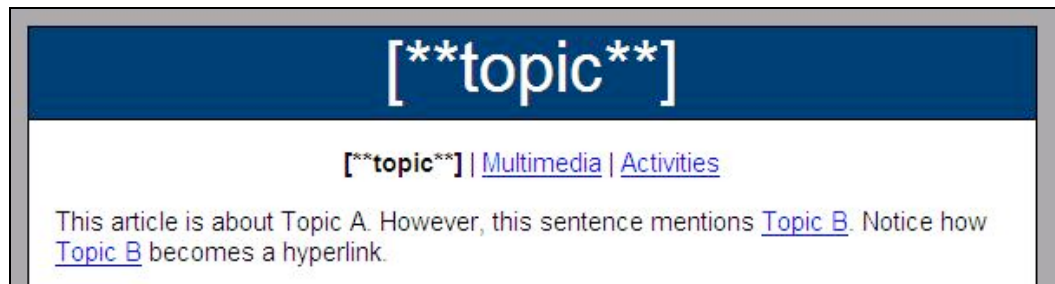 [**topic**]
[**topic**] | Multimedia | Activities
This article is about Topic A. However, this sentence mentions Topic B. Notice how
Topic B becomes a hyperlink.